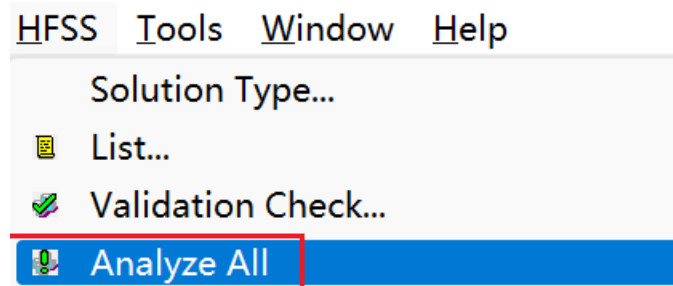 HFSS Tools Window Help
Solution Type...
List...
Validation Check...
Analyze All